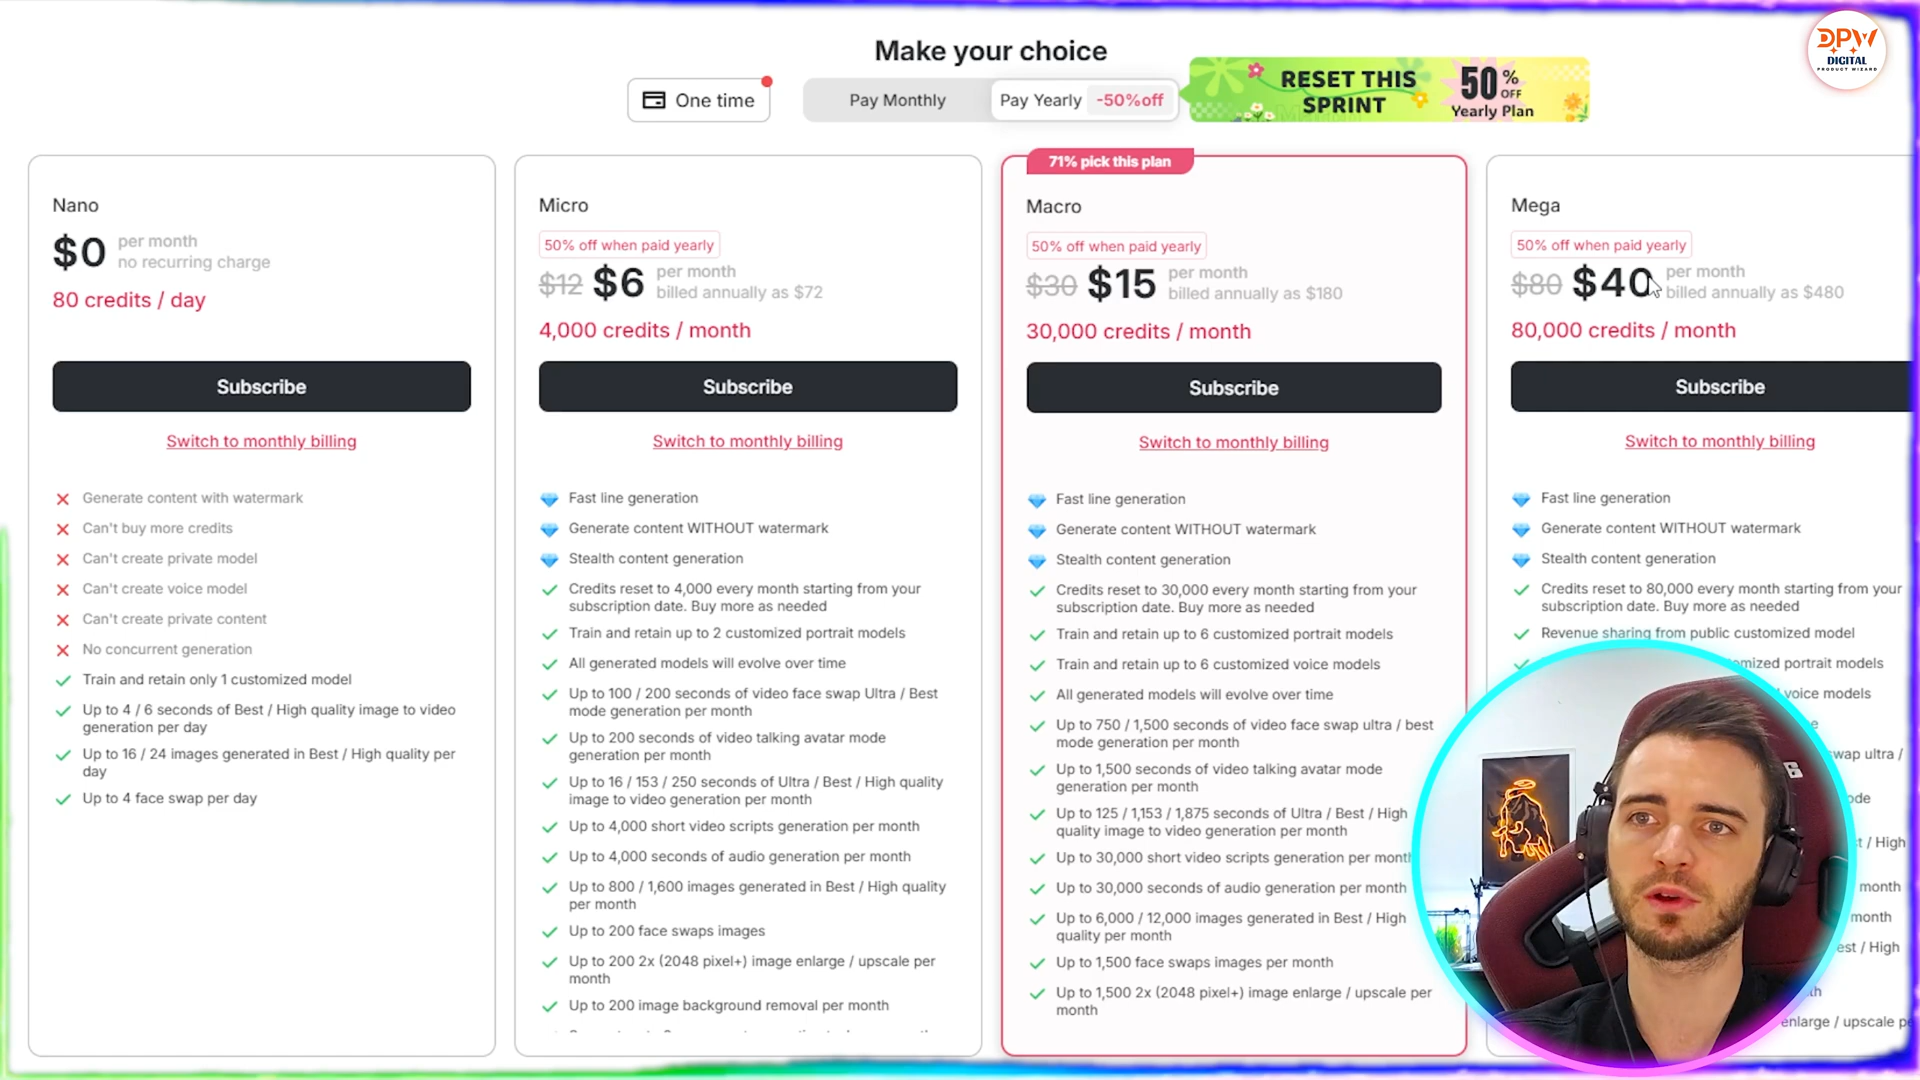 Make your choice
One time
Pay Monthly
Pay Yearly -50%off
RESET THIS
SPRINT
50 % OFF
Yearly Plan
DPW
DIGITAL
PRODUCT WIZARD
Nano
$0 per month
no recurring charge
80 credits / day
Subscribe
Switch to monthly billing
Generate content with watermark
Can't buy more credits
Can't create private model
Can't create voice model
Can't create private content
No concurrent generation
Train and retain only 1 customized model
Up to 4 / 6 seconds of Best / High quality image to video
generation per day
Up to 16 / 24 images generated in Best / High quality per
day
Up to 4 face swap per day
Micro
50% off when paid yearly
$12 $6 per month
billed annually as $72
4,000 credits / month
Subscribe
Switch to monthly billing
Fast line generation
Generate content WITHOUT watermark
Stealth content generation
Credits reset to 4,000 every month starting from your
subscription date. Buy more as needed
Train and retain up to 2 customized portrait models
All generated models will evolve over time
Up to 100 / 200 seconds of video face swap Ultra / Best
mode generation per month
Up to 200 seconds of video talking avatar mode
generation per month
Up to 16 / 153 / 250 seconds of Ultra / Best / High quality
image to video generation per month
Up to 4,000 short video scripts generation per month
Up to 4,000 seconds of audio generation per month
Up to 800 / 1,600 images generated in Best / High quality
per month
Up to 200 face swaps images
Up to 200 2x (2048 pixel+) image enlarge / upscale per
month
Up to 200 image background removal per month
71% pick this plan
Macro
50% off when paid yearly
$30 $15 per month
billed annually as $180
30,000 credits / month
Subscribe
Switch to monthly billing
Fast line generation
Generate content WITHOUT watermark
Stealth content generation
Credits reset to 30,000 every month starting from your
subscription date. Buy more as needed
Train and retain up to 6 customized portrait models
Train and retain up to 6 customized voice models
All generated models will evolve over time
Up to 750 / 1,500 seconds of video face swap ultra / best
mode generation per month
Up to 1,500 seconds of video talking avatar mode
generation per month
Up to 125 / 1,153 / 1,875 seconds of Ultra / Best / High
quality image to video generation per month
Up to 30,000 short video scripts generation per month
Up to 30,000 seconds of audio generation per month
Up to 6,000 / 12,000 images generated in Best / High
quality per month
Up to 1,500 face swaps images per month
Up to 1,500 2x (2048 pixel+) image enlarge / upscale per
month
Mega
50% off when paid yearly
$80 $40 per month
billed annually as $480
80,000 credits / month
Subscribe
Switch to monthly billing
Fast line generation
Generate content WITHOUT watermark
Stealth content generation
Credits reset to 80,000 every month starting from your
subscription date. Buy more as needed
Revenue sharing from public customized model
portrait models
voice models
swap ultra /
/ High
month
month
/ High
enlarge / upscale